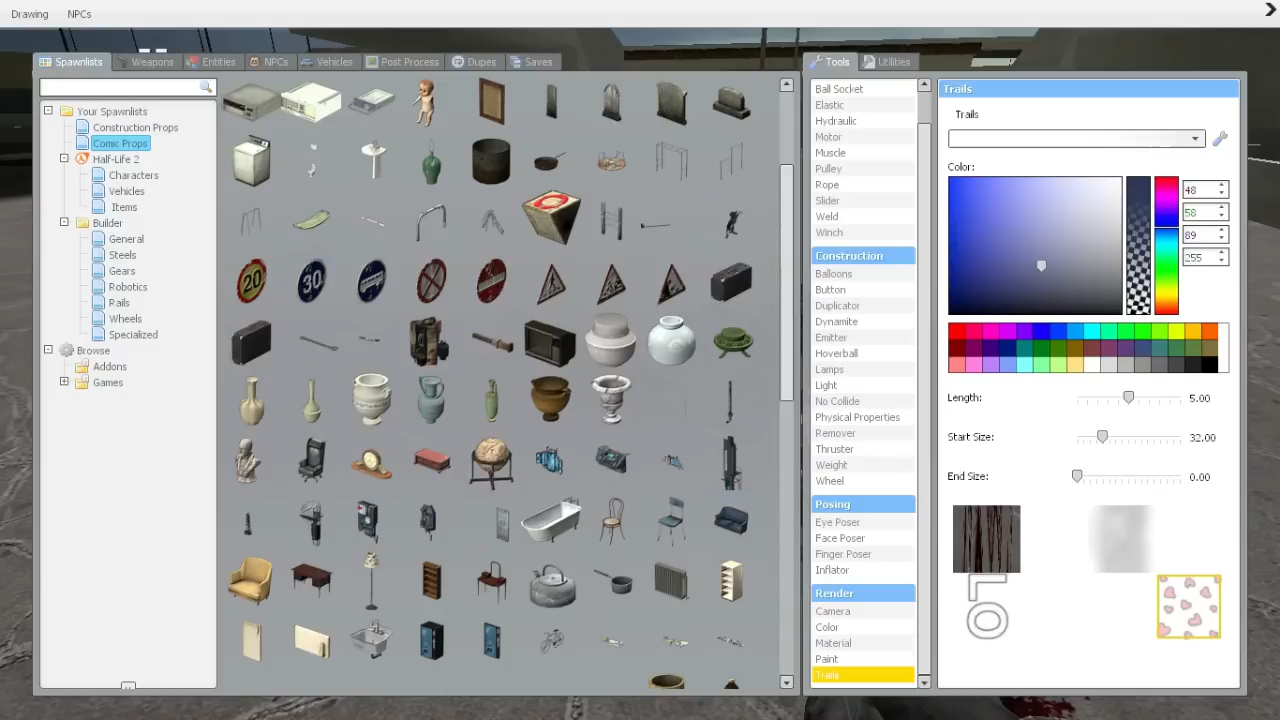 Drawing NPCs
Spawnlists Weapons Entities NPCs Vehicles Post Process Dupes Saves
Tools Utilities
Your Spawnlists
Construction Props
Comic Props
Half-Life 2
Characters
Vehicles
Items
Builder
General
Steels
Gears
Robotics
Rails
Wheels
Specialized
Browse
Addons
Games
20
30
Ball Socket
Elastic
Hydraulic
Motor
Muscle
Pulley
Rope
Slider
Weld
Winch
Construction
Balloons
Button
Duplicator
Dynamite
Emitter
Hoverball
Lamps
Light
No Collide
Physical Properties
Remover
Thruster
Weight
Wheel
Posing
Eye Poser
Face Poser
Finger Poser
Inflator
Render
Camera
Color
Material
Paint
Trails
Trails
Trails
Color:
48
58
89
255
Length: 5.00
Start Size: 32.00
End Size: 0.00
LO